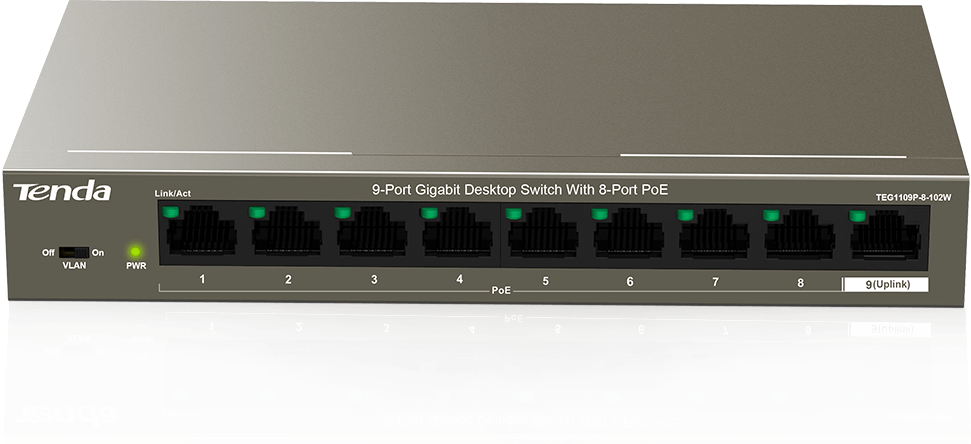 Tenda
9-Port Gigabit Desktop Switch With 8-Port PoE
Link/Act
TEG1109P-8-102W
Off On
VLAN
PWR
1 2 3 4 5 6 7 8 9(Uplink)
PoE